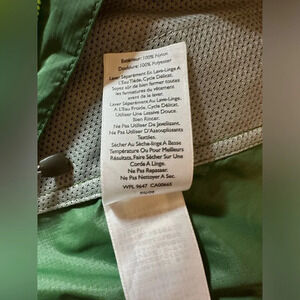 Extérieur: 100% Nylon
Doublure: 100% Polyester
Laver Séparément En Lave-Linge À
L'Eau Tiède, Cycle Délicat.
Soyez sûr de bien fermer toutes
les fermetures du vêtement
avant de le laver.
Laver Séparément Au Lave-Linge,
À L'Eau Froide, Cycle Délicat.
Utiliser Une Lessive Douce.
Bien Rincer.
Ne Pas Utiliser De Javellisant.
Ne Pas Utiliser D'Assouplissants
Textiles.
Sécher Au Sèche-linge À Basse
Température Ou Pour Meilleurs
Résultats, Faire Sécher Sur Une
Corde À Linge.
Ne Pas Repasser.
Ne Pas Nettoyer À Sec.
WPL 9647 CA00665